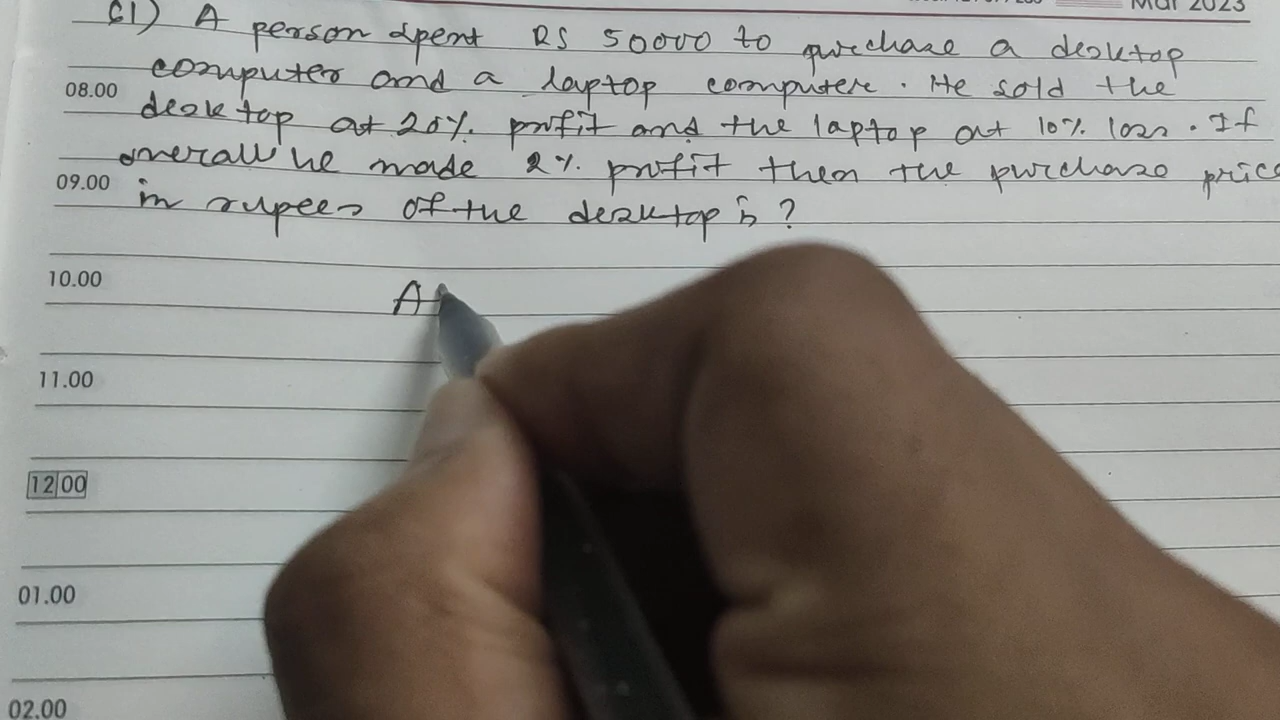 Mar 2023
61) A person spent RS 50000 to purchase a desktop
computer and a laptop computer. He sold the
08.00
desktop at 20% profit and the laptop at 10% loss. If
overall he made 2% profit then the purchase price
09.00
in rupees of the desktop is ?
10.00
A
11.00
12 00
01.00
02.00